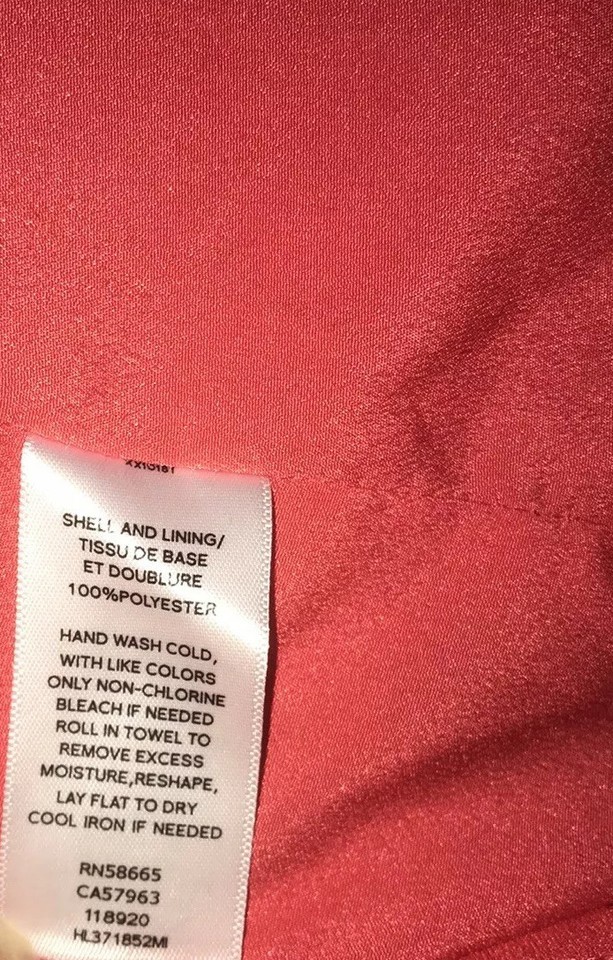 SHELL AND LINING/
TISSU DE BASE
ET DOUBLURE
100%POLYESTER
HAND WASH COLD,
WITH LIKE COLORS
ONLY NON-CHLORINE
BLEACH IF NEEDED
ROLL IN TOWEL TO
REMOVE EXCESS
MOISTURE,RESHAPE,
LAY FLAT TO DRY
COOL IRON IF NEEDED
RN58665
CA57963
118920
HL371852MI